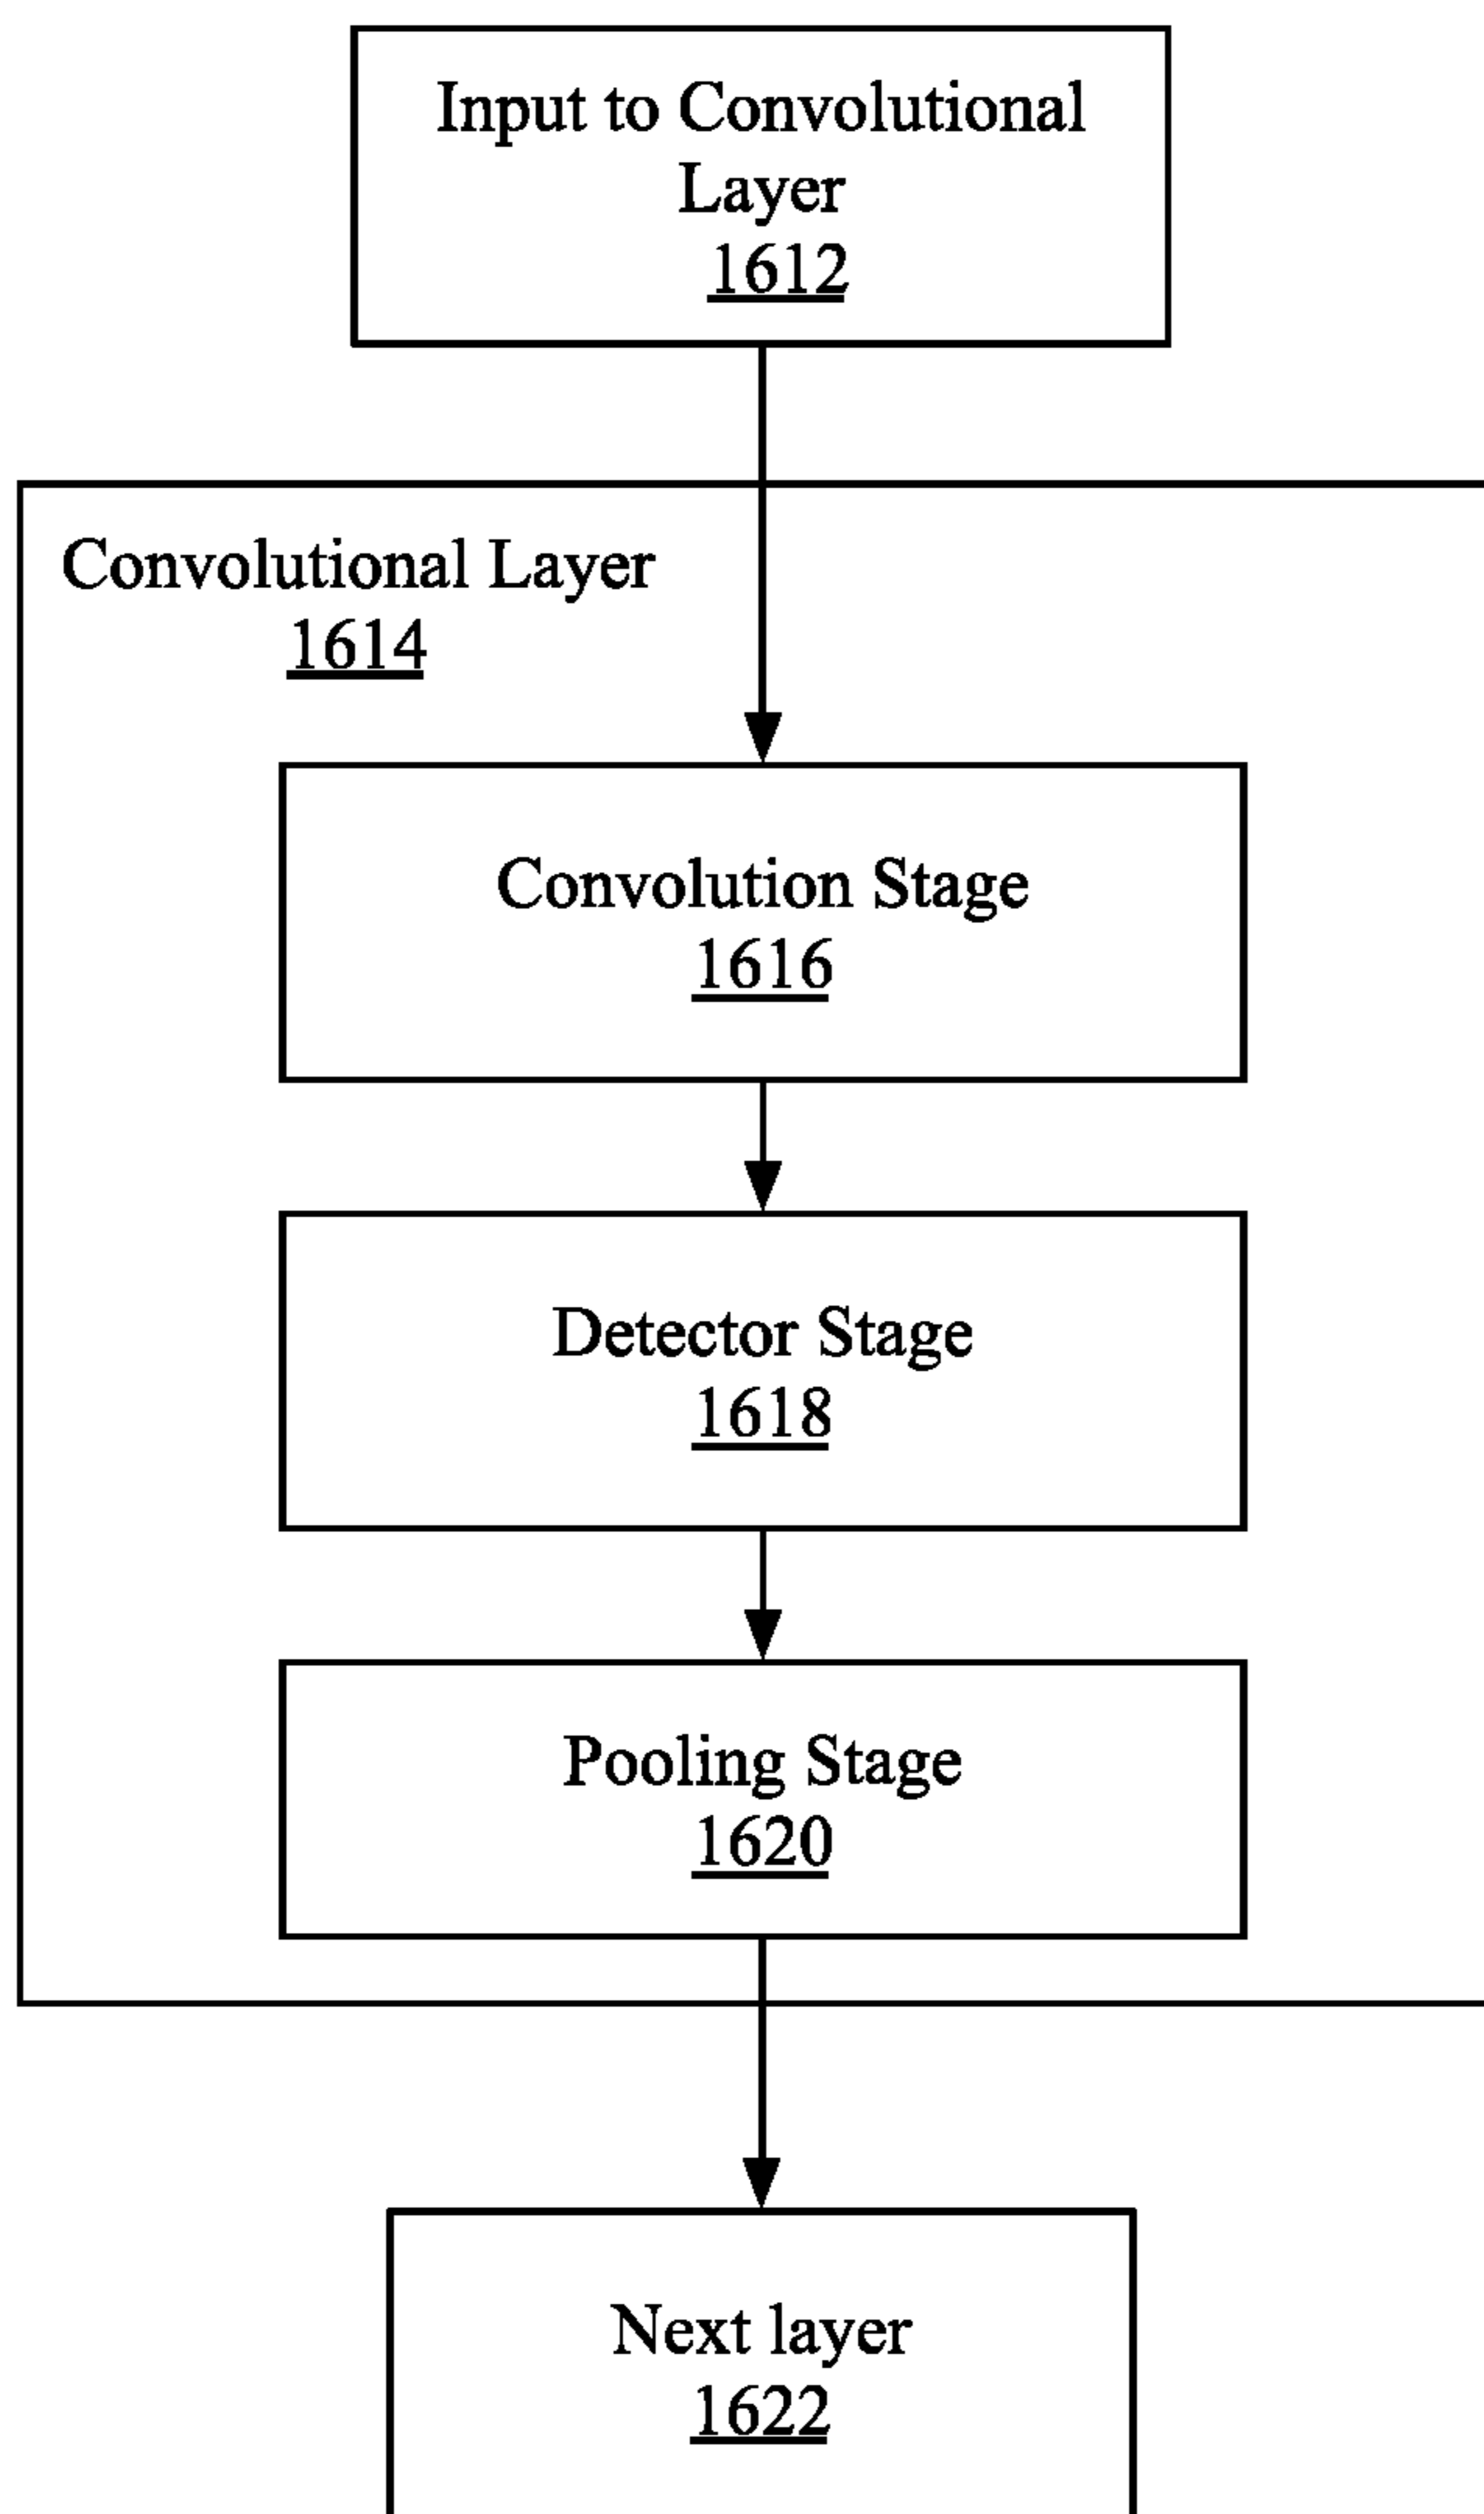 Input to Convolutional
Layer
1612
Convolutional Layer
1614
Convolution Stage
1616
Detector Stage
1618
Pooling Stage
1620
Next layer
1622